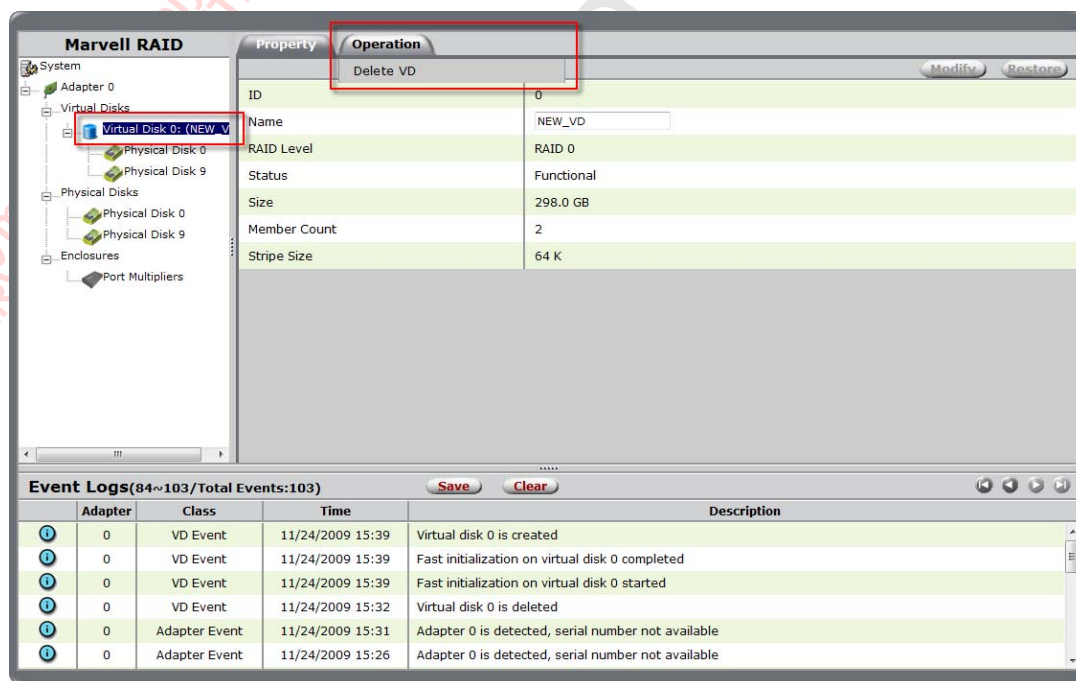 Marvell RAID
Property Operation
Delete VD
Modify Restore
System
Adapter 0
Virtual Disks
Virtual Disk 0: (NEW_V
Physical Disk 0
Physical Disk 9
Physical Disks
Physical Disk 0
Physical Disk 9
Enclosures
Port Multipliers
ID 0
Name NEW_VD
RAID Level RAID 0
Status Functional
Size 298.0 GB
Member Count 2
Stripe Size 64 K
Event Logs(84~103/Total Events:103) Save Clear
Adapter Class Time Description
0 VD Event 11/24/2009 15:39 Virtual disk 0 is created
0 VD Event 11/24/2009 15:39 Fast initialization on virtual disk 0 completed
0 VD Event 11/24/2009 15:39 Fast initialization on virtual disk 0 started
0 VD Event 11/24/2009 15:32 Virtual disk 0 is deleted
0 Adapter Event 11/24/2009 15:31 Adapter 0 is detected, serial number not available
0 Adapter Event 11/24/2009 15:26 Adapter 0 is detected, serial number not available